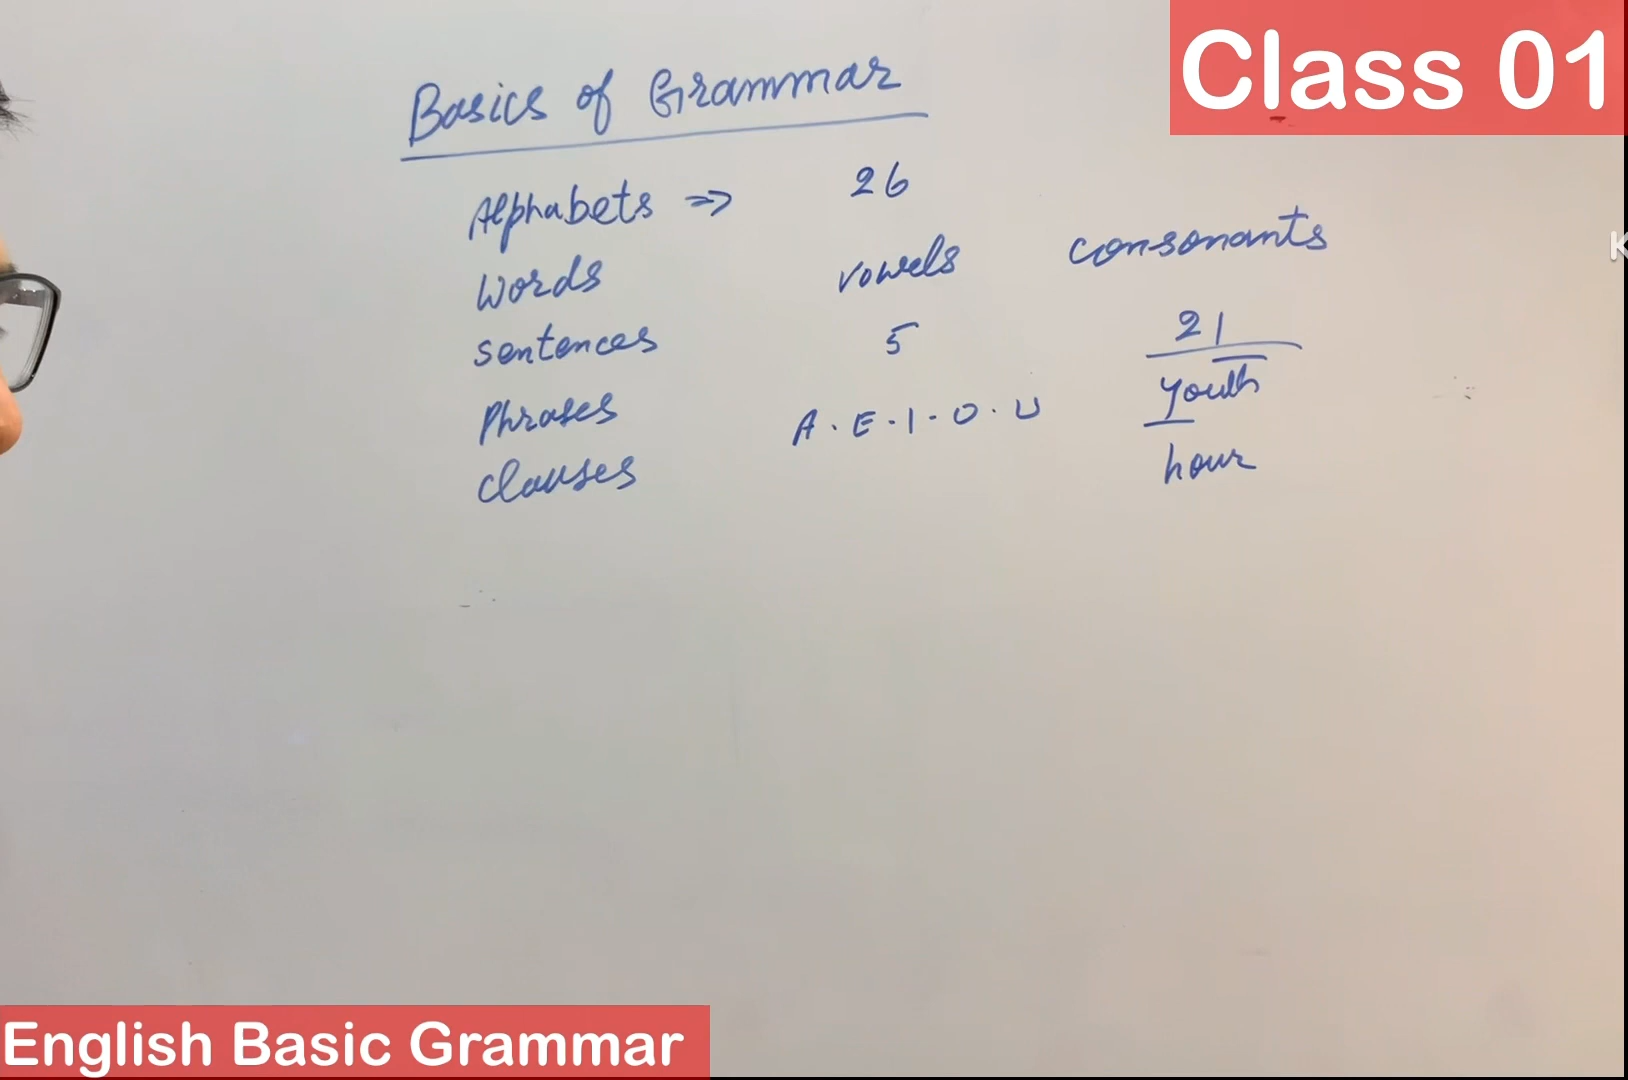 Class 01
Basics of Grammar
Alphabets => 26
Words vowels consonants
sentences 5 21
Phrases A . E . I . O . U youth
clauses hour
K
English Basic Grammar